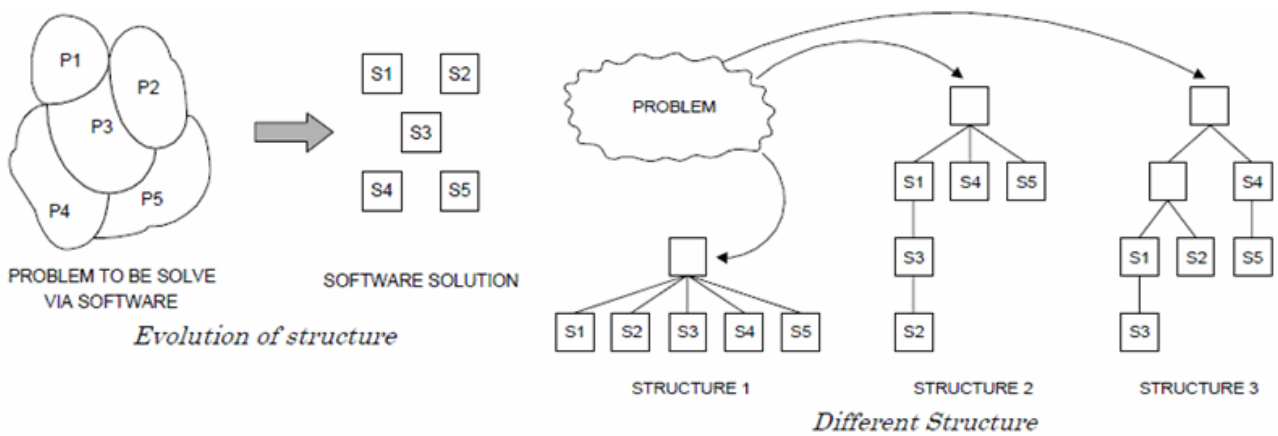 P1
P2
P3
P4
P5
PROBLEM TO BE SOLVE
VIA SOFTWARE
S1 S2
S3
S4 S5
SOFTWARE SOLUTION
Evolution of structure
PROBLEM
S1 S2 S3 S4 S5
STRUCTURE 1
S1 S4 S5
S3
S2
STRUCTURE 2
S4
S1 S2 S5
S3
STRUCTURE 3
Different Structure